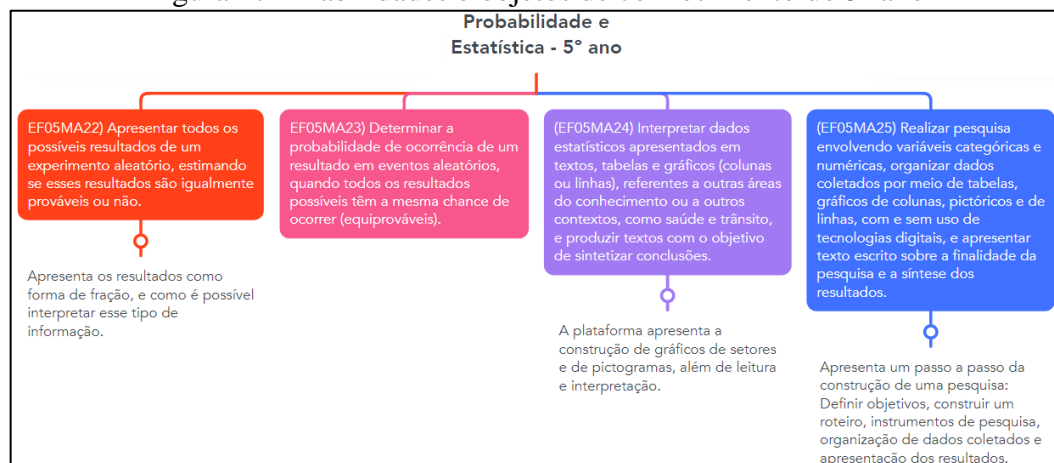 Probabilidade e
Estatística - 5° ano
EF05MA22) Apresentar todos os
possíveis resultados de um
experimento aleatório, estimando
se esses resultados são igualmente
prováveis ou não.
Apresenta os resultados como
forma de fração, e como é possível
interpretar esse tipo de
informação.
EF05MA23) Determinar a
probabilidade de ocorrência de um
resultado em eventos aleatórios,
quando todos os resultados
possíveis têm a mesma chance de
ocorrer (equiprováveis).
(EF05MA24) Interpretar dados
estatísticos apresentados em
textos, tabelas e gráficos (colunas
ou linhas), referentes a outras áreas
do conhecimento ou a outros
contextos, como saúde e trânsito,
e produzir textos com o objetivo
de sintetizar conclusões.
A plataforma apresenta a
construção de gráficos de setores
e de pictogramas, além de leitura
e interpretação.
(EF05MA25) Realizar pesquisa
envolvendo variáveis categóricas e
numéricas, organizar dados
coletados por meio de tabelas,
gráficos de colunas, pictóricos e de
linhas, com e sem uso de
tecnologias digitais, e apresentar
texto escrito sobre a finalidade da
pesquisa e a síntese dos
resultados.
Apresenta um passo a passo da
construção de uma pesquisa:
Definir objetivos, construir um
roteiro, instrumentos de pesquisa,
organização de dados coletados e
apresentação dos resultados.